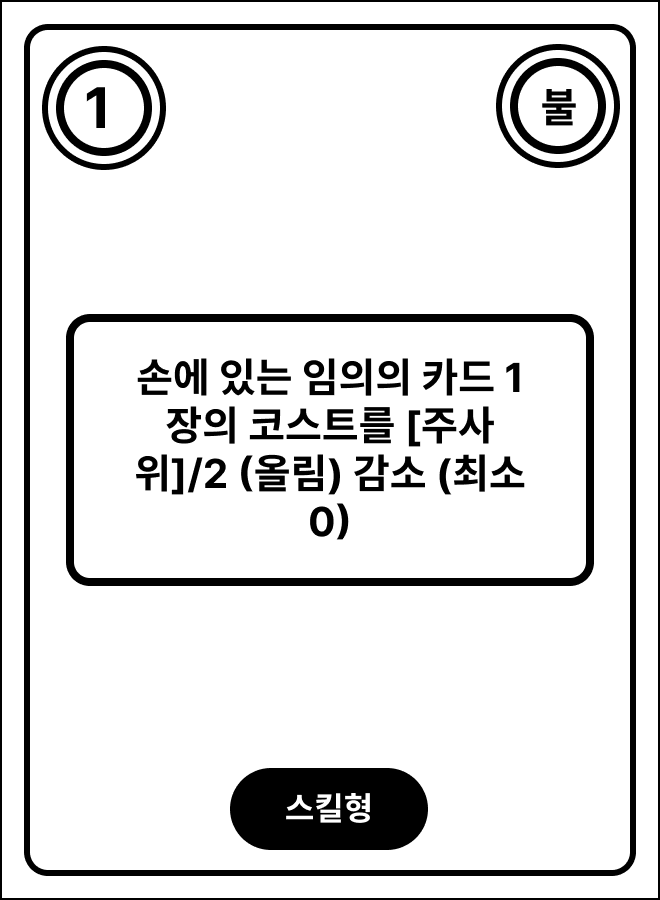 1
불
손에 있는 임의의 카드 1
장의 코스트를 [주사
위]/2 (올림) 감소 (최소
0)
스킬형